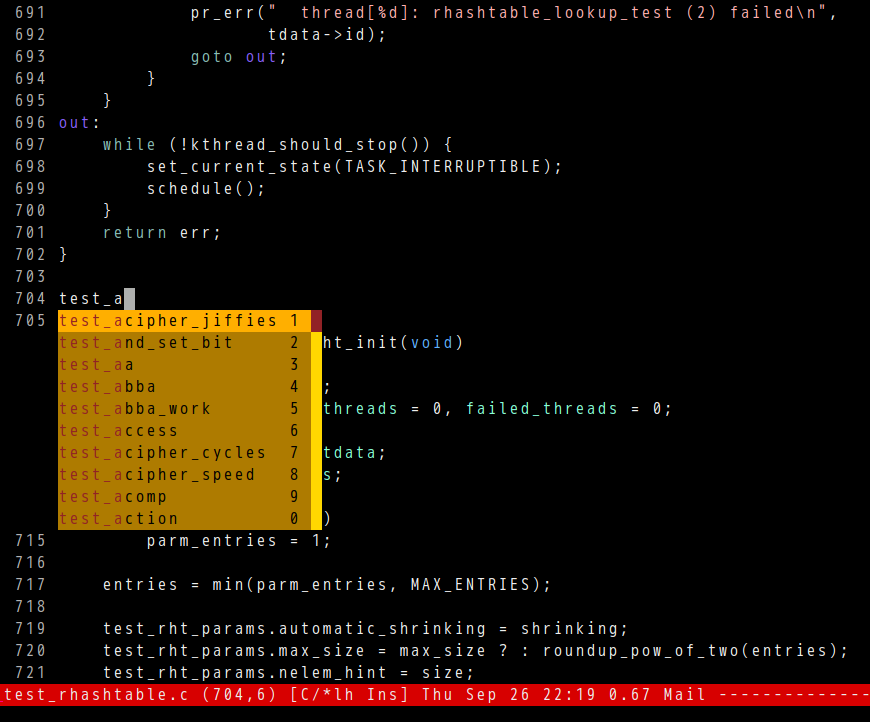 691             pr_err("  thread[%d]: rhashtable_lookup_test (2) failed\n",
692                    tdata->id);
693             goto out;
694         }
695     }
696 out:
697     while (!kthread_should_stop()) {
698         set_current_state(TASK_INTERRUPTIBLE);
699         schedule();
700     }
701     return err;
702 }
703
704 test_a
705 test_acipher_jiffies 1
test_and_set_bit     2  ht_init(void)
test_aa              3
test_abba            4  ;
test_abba_work       5  threads = 0, failed_threads = 0;
test_access          6
test_acipher_cycles  7  tdata;
test_acipher_speed   8  s;
test_acomp           9
test_action          0  )
715         parm_entries = 1;
716
717     entries = min(parm_entries, MAX_ENTRIES);
718
719     test_rht_params.automatic_shrinking = shrinking;
720     test_rht_params.max_size = max_size ? : roundup_pow_of_two(entries);
721     test_rht_params.nelem_hint = size;
_test_rhashtable.c (704,6) [C/*lh Ins] Thu Sep 26 22:19 0.67 Mail --------------